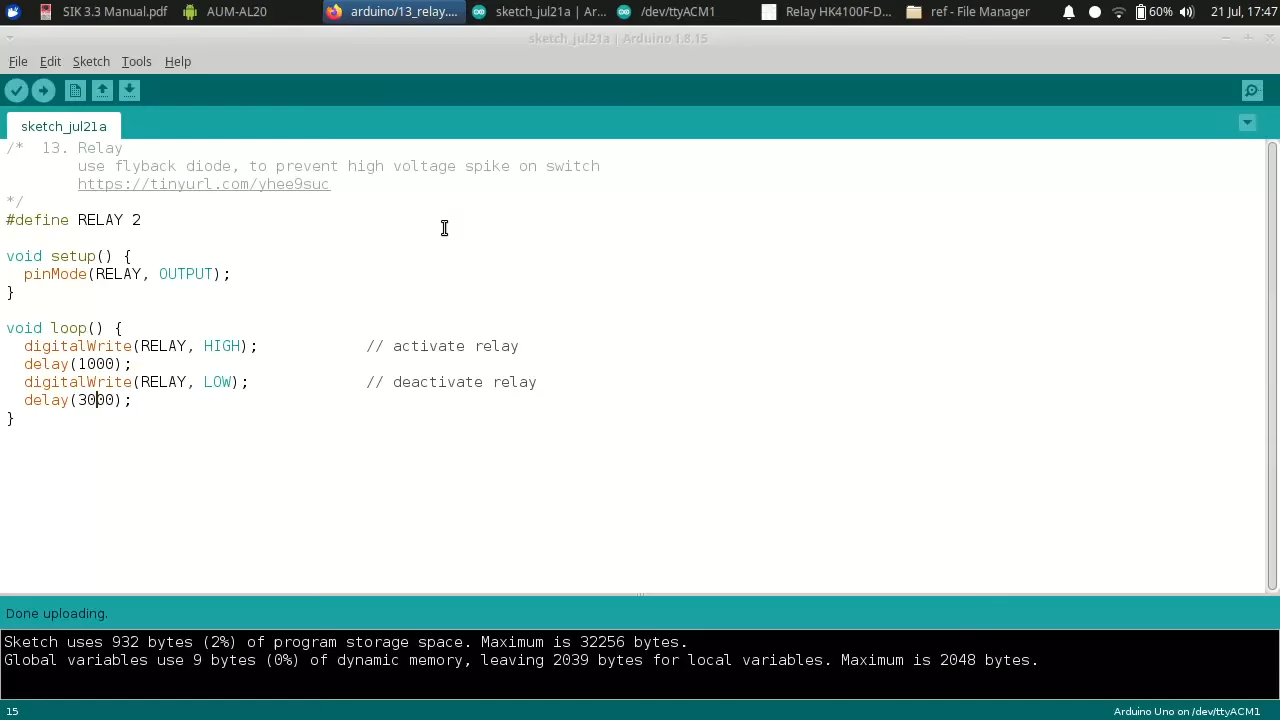 SIK 3.3 Manual.pdf AUM-AL20 arduino/13_relay.... sketch_jul21a | Ar... /dev/ttyACM1 Relay HK4100F-D... ref - File Manager 60% 21 Jul, 17:47
sketch_jul21a | Arduino 1.8.15
File Edit Sketch Tools Help
sketch_jul21a
/*  13. Relay
        use flyback diode, to prevent high voltage spike on switch
        https://tinyurl.com/yhee9suc
*/
#define RELAY 2
void setup() {
  pinMode(RELAY, OUTPUT);
}
void loop() {
  digitalWrite(RELAY, HIGH);            // activate relay
  delay(1000);
  digitalWrite(RELAY, LOW);             // deactivate relay
  delay(3000);
}
Done uploading.
Sketch uses 932 bytes (2%) of program storage space. Maximum is 32256 bytes.
Global variables use 9 bytes (0%) of dynamic memory, leaving 2039 bytes for local variables. Maximum is 2048 bytes.
15 Arduino Uno on /dev/ttyACM1